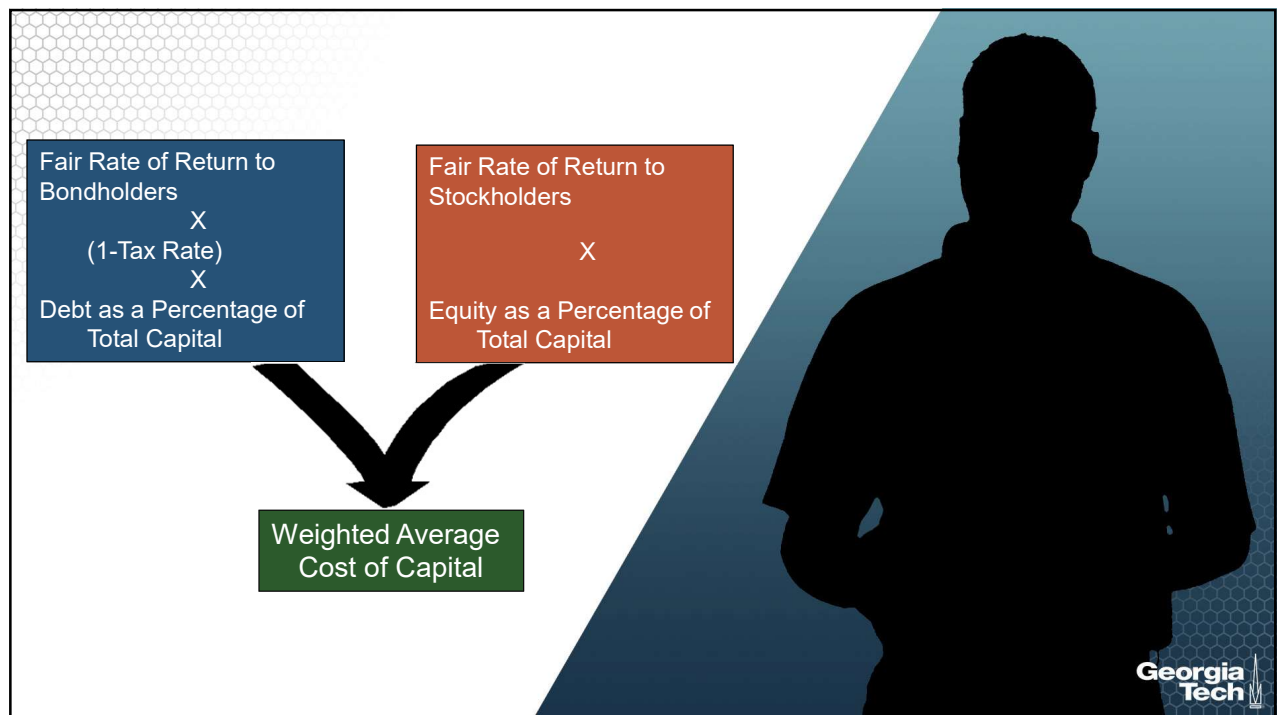 Fair Rate of Return to
Bondholders
X
(1-Tax Rate)
X
Debt as a Percentage of
Total Capital
Fair Rate of Return to
Stockholders
X
Equity as a Percentage of
Total Capital
Weighted Average
Cost of Capital
Georgia
Tech